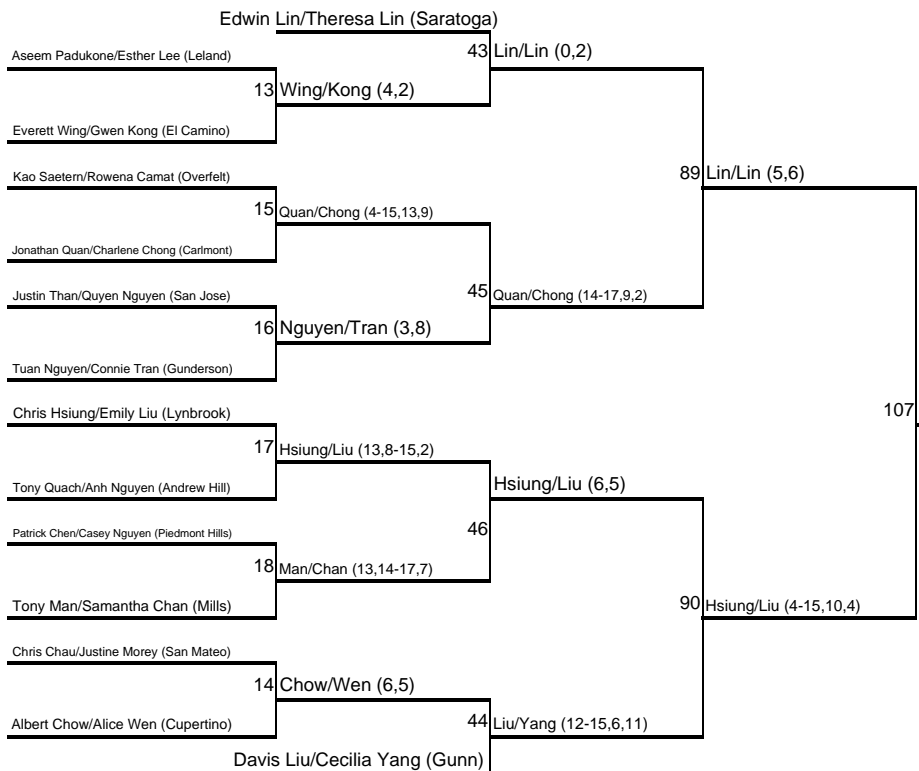 Edwin Lin/Theresa Lin (Saratoga)
43 Lin/Lin (0,2)
Aseem Padukone/Esther Lee (Leland)
13 Wing/Kong (4,2)
Everett Wing/Gwen Kong (El Camino)
89 Lin/Lin (5,6)
Kao Saetern/Rowena Camat (Overfelt)
15 Quan/Chong (4-15,13,9)
Jonathan Quan/Charlene Chong (Carlmont)
45 Quan/Chong (14-17,9,2)
Justin Than/Quyen Nguyen (San Jose)
16 Nguyen/Tran (3,8)
Tuan Nguyen/Connie Tran (Gunderson)
107
Chris Hsiung/Emily Liu (Lynbrook)
17 Hsiung/Liu (13,8-15,2)
Tony Quach/Anh Nguyen (Andrew Hill)
Hsiung/Liu (6,5)
46
Patrick Chen/Casey Nguyen (Piedmont Hills)
18 Man/Chan (13,14-17,7)
Tony Man/Samantha Chan (Mills)
90 Hsiung/Liu (4-15,10,4)
Chris Chau/Justine Morey (San Mateo)
14 Chow/Wen (6,5)
Albert Chow/Alice Wen (Cupertino)
44 Liu/Yang (12-15,6,11)
Davis Liu/Cecilia Yang (Gunn)